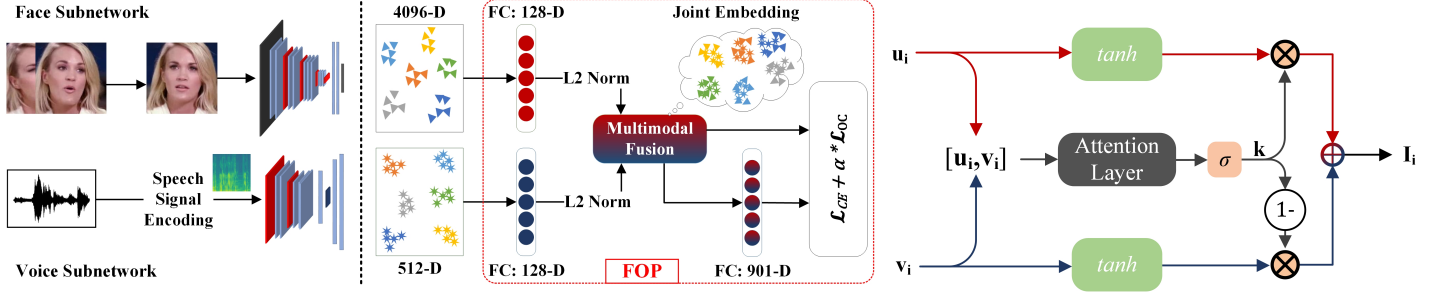 Face Subnetwork
Speech
Signal
Encoding
Voice Subnetwork
4096-D
512-D
FC: 128-D
L2 Norm
L2 Norm
FC: 128-D
Joint Embedding
Multimodal
Fusion
FOP
FC: 901-D
ℒCE + α * ℒOC
uᵢ
tanh
[uᵢ,vᵢ]
Attention
Layer
σ
k
1-
Iᵢ
vᵢ
tanh